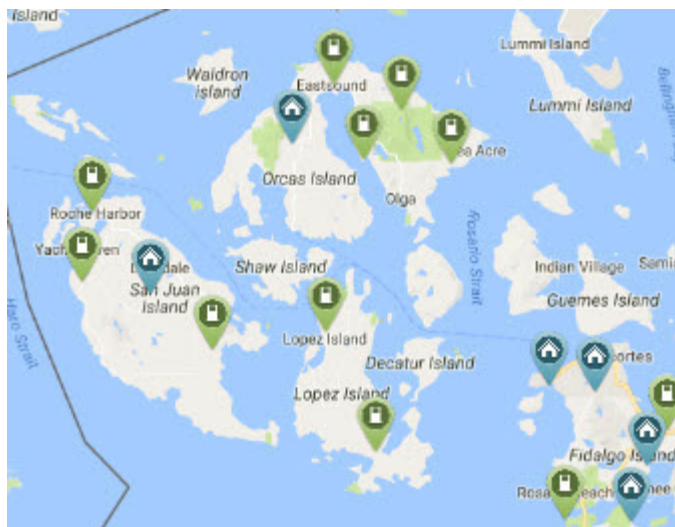 Island
Lummi Island
Waldron
island
Eastsound
Lummi Island
Acre
Orcas Island
Olga
Roche Harbor
Rosario Strait
Shaw Island
Indian Village
San Juan
Island
Guemes Island
Haro Strait
Lopez Island
Decatur Island
Lopez Island
Fidalgo